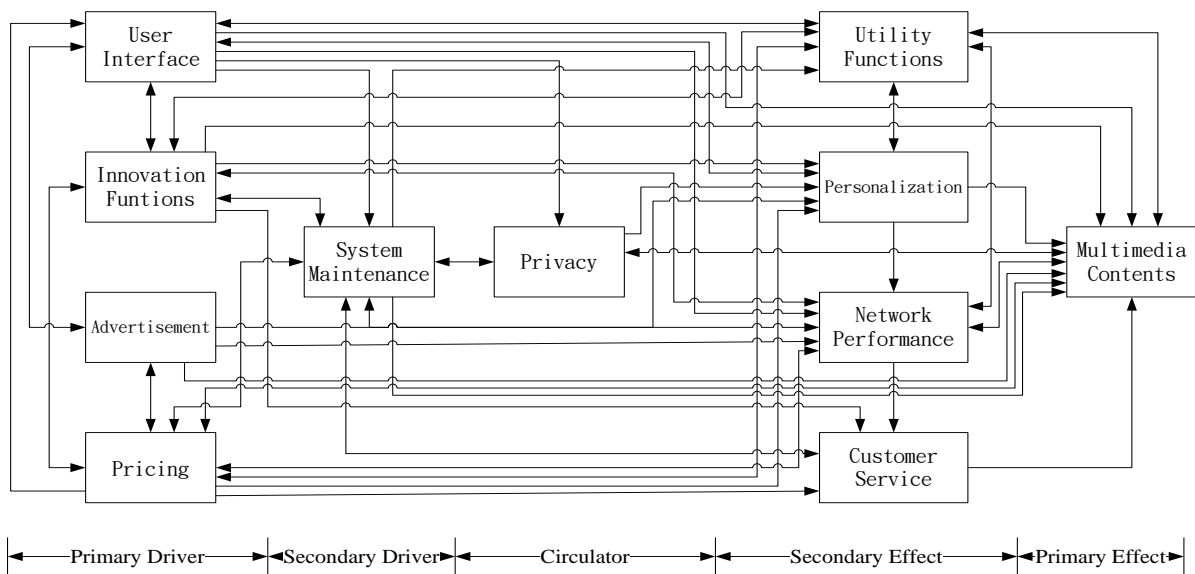 User
Interface
Utility
Functions
Innovation
Funtions
Personalization
System
Maintenance
Privacy
Multimedia
Contents
Advertisement
Network
Performance
Pricing
Customer
Service
Primary Driver
Secondary Driver
Circulator
Secondary Effect
Primary Effect